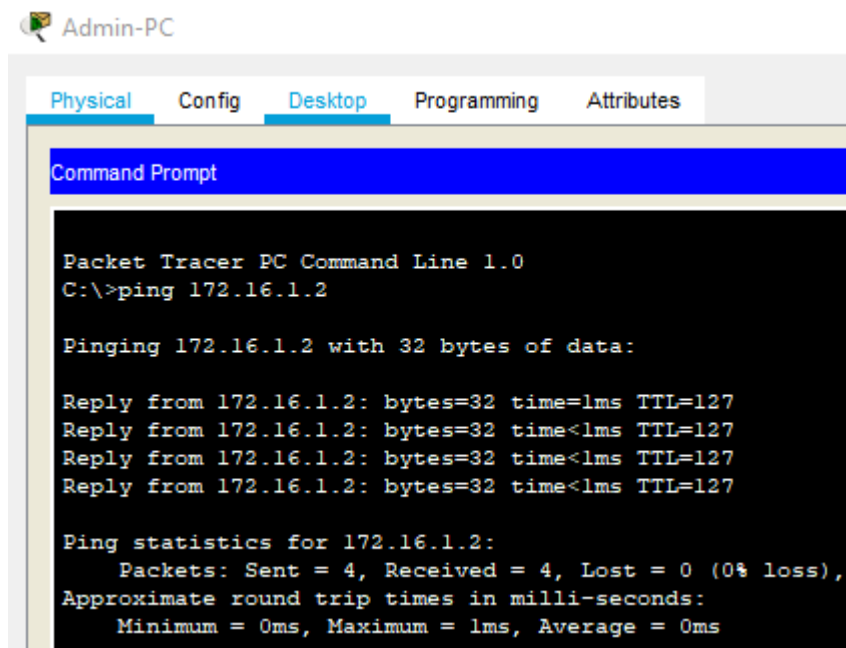 Admin-PC
Physical Config Desktop Programming Attributes
Command Prompt
Packet Tracer PC Command Line 1.0
C:\>ping 172.16.1.2
Pinging 172.16.1.2 with 32 bytes of data:
Reply from 172.16.1.2: bytes=32 time=1ms TTL=127
Reply from 172.16.1.2: bytes=32 time<1ms TTL=127
Reply from 172.16.1.2: bytes=32 time<1ms TTL=127
Reply from 172.16.1.2: bytes=32 time<1ms TTL=127
Ping statistics for 172.16.1.2:
Packets: Sent = 4, Received = 4, Lost = 0 (0% loss),
Approximate round trip times in milli-seconds:
Minimum = 0ms, Maximum = 1ms, Average = 0ms